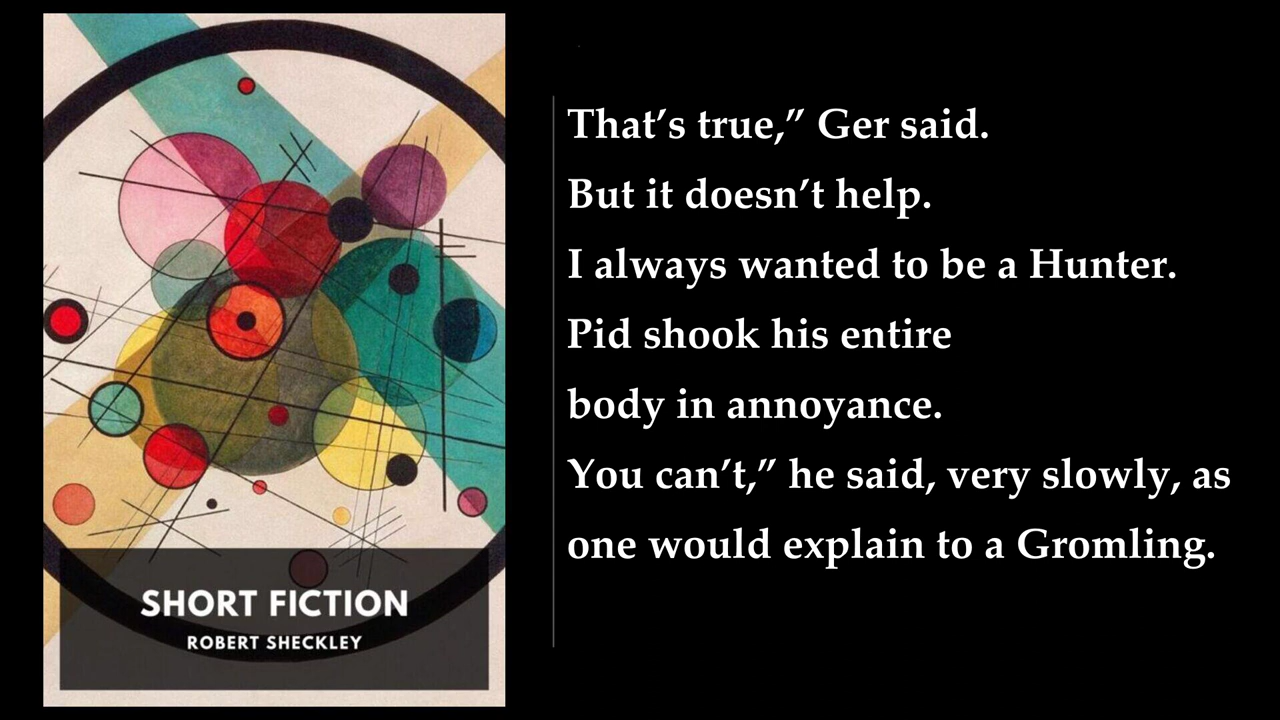 That’s true,” Ger said.
But it doesn’t help.
I always wanted to be a Hunter.
Pid shook his entire
body in annoyance.
You can’t,” he said, very slowly, as
one would explain to a Gromling.
SHORT FICTION
ROBERT SHECKLEY